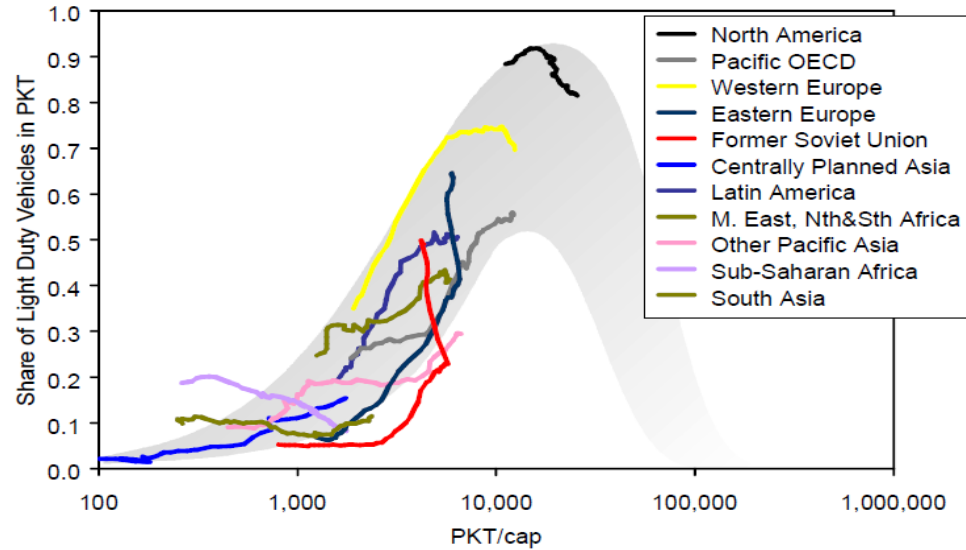 1.0
0.9
0.8
0.7
0.6
0.5
0.4
0.3
0.2
0.1
0.0
Share of Light Duty Vehicles in PKT
100
1,000
10,000
100,000
1,000,000
PKT/cap
North America
Pacific OECD
Western Europe
Eastern Europe
Former Soviet Union
Centrally Planned Asia
Latin America
M. East, Nth&Sth Africa
Other Pacific Asia
Sub-Saharan Africa
South Asia